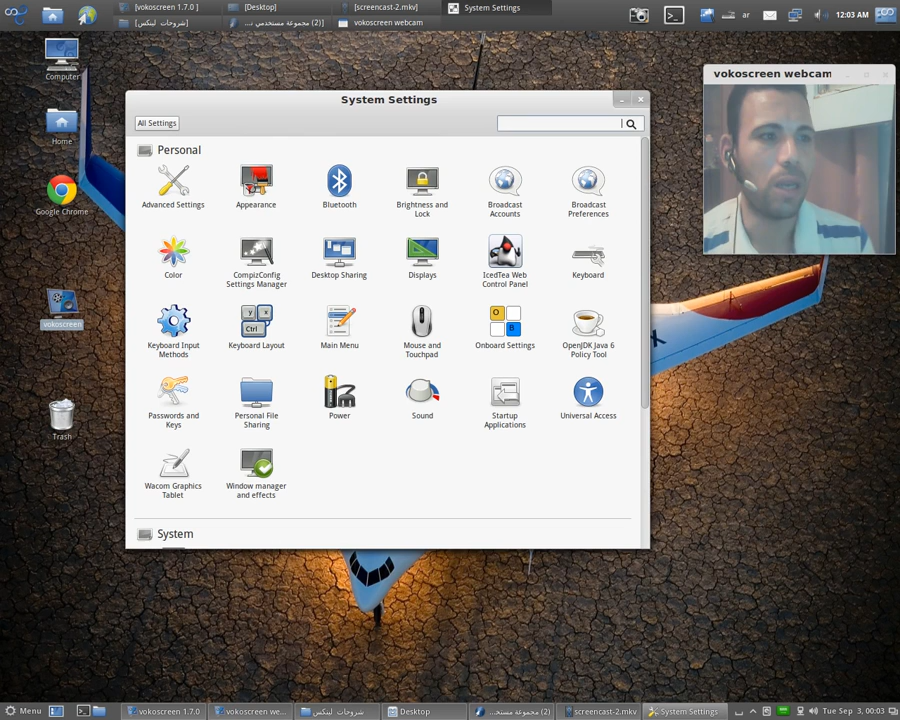 [vokoscreen 1.7.0 ]
[Desktop]
[screencast-2.mkv]
System Settings
[شروحات لينكس]
(2) مجموعة مستخدمي ...
vokoscreen webcam
ar
12:03 AM
Computer
Home
Google Chrome
vokoscreen
Trash
vokoscreen webcam
System Settings
All Settings
Personal
Advanced Settings
Appearance
Bluetooth
Brightness and
Lock
Broadcast
Accounts
Broadcast
Preferences
Color
CompizConfig
Settings Manager
Desktop Sharing
Displays
IcedTea Web
Control Panel
Keyboard
Keyboard Input
Methods
y x
Ctrl
Keyboard Layout
Main Menu
Mouse and
Touchpad
O
B
Onboard Settings
OpenJDK Java 6
Policy Tool
Passwords and
Keys
Personal File
Sharing
Power
Sound
Startup
Applications
Universal Access
Wacom Graphics
Tablet
Window manager
and effects
System
Menu
vokoscreen 1.7.0
vokoscreen we...
شروحات لينكس
Desktop
(2) مجموعة مستخ...
screencast-2.mkv
System Settings
Tue Sep 3, 00:03